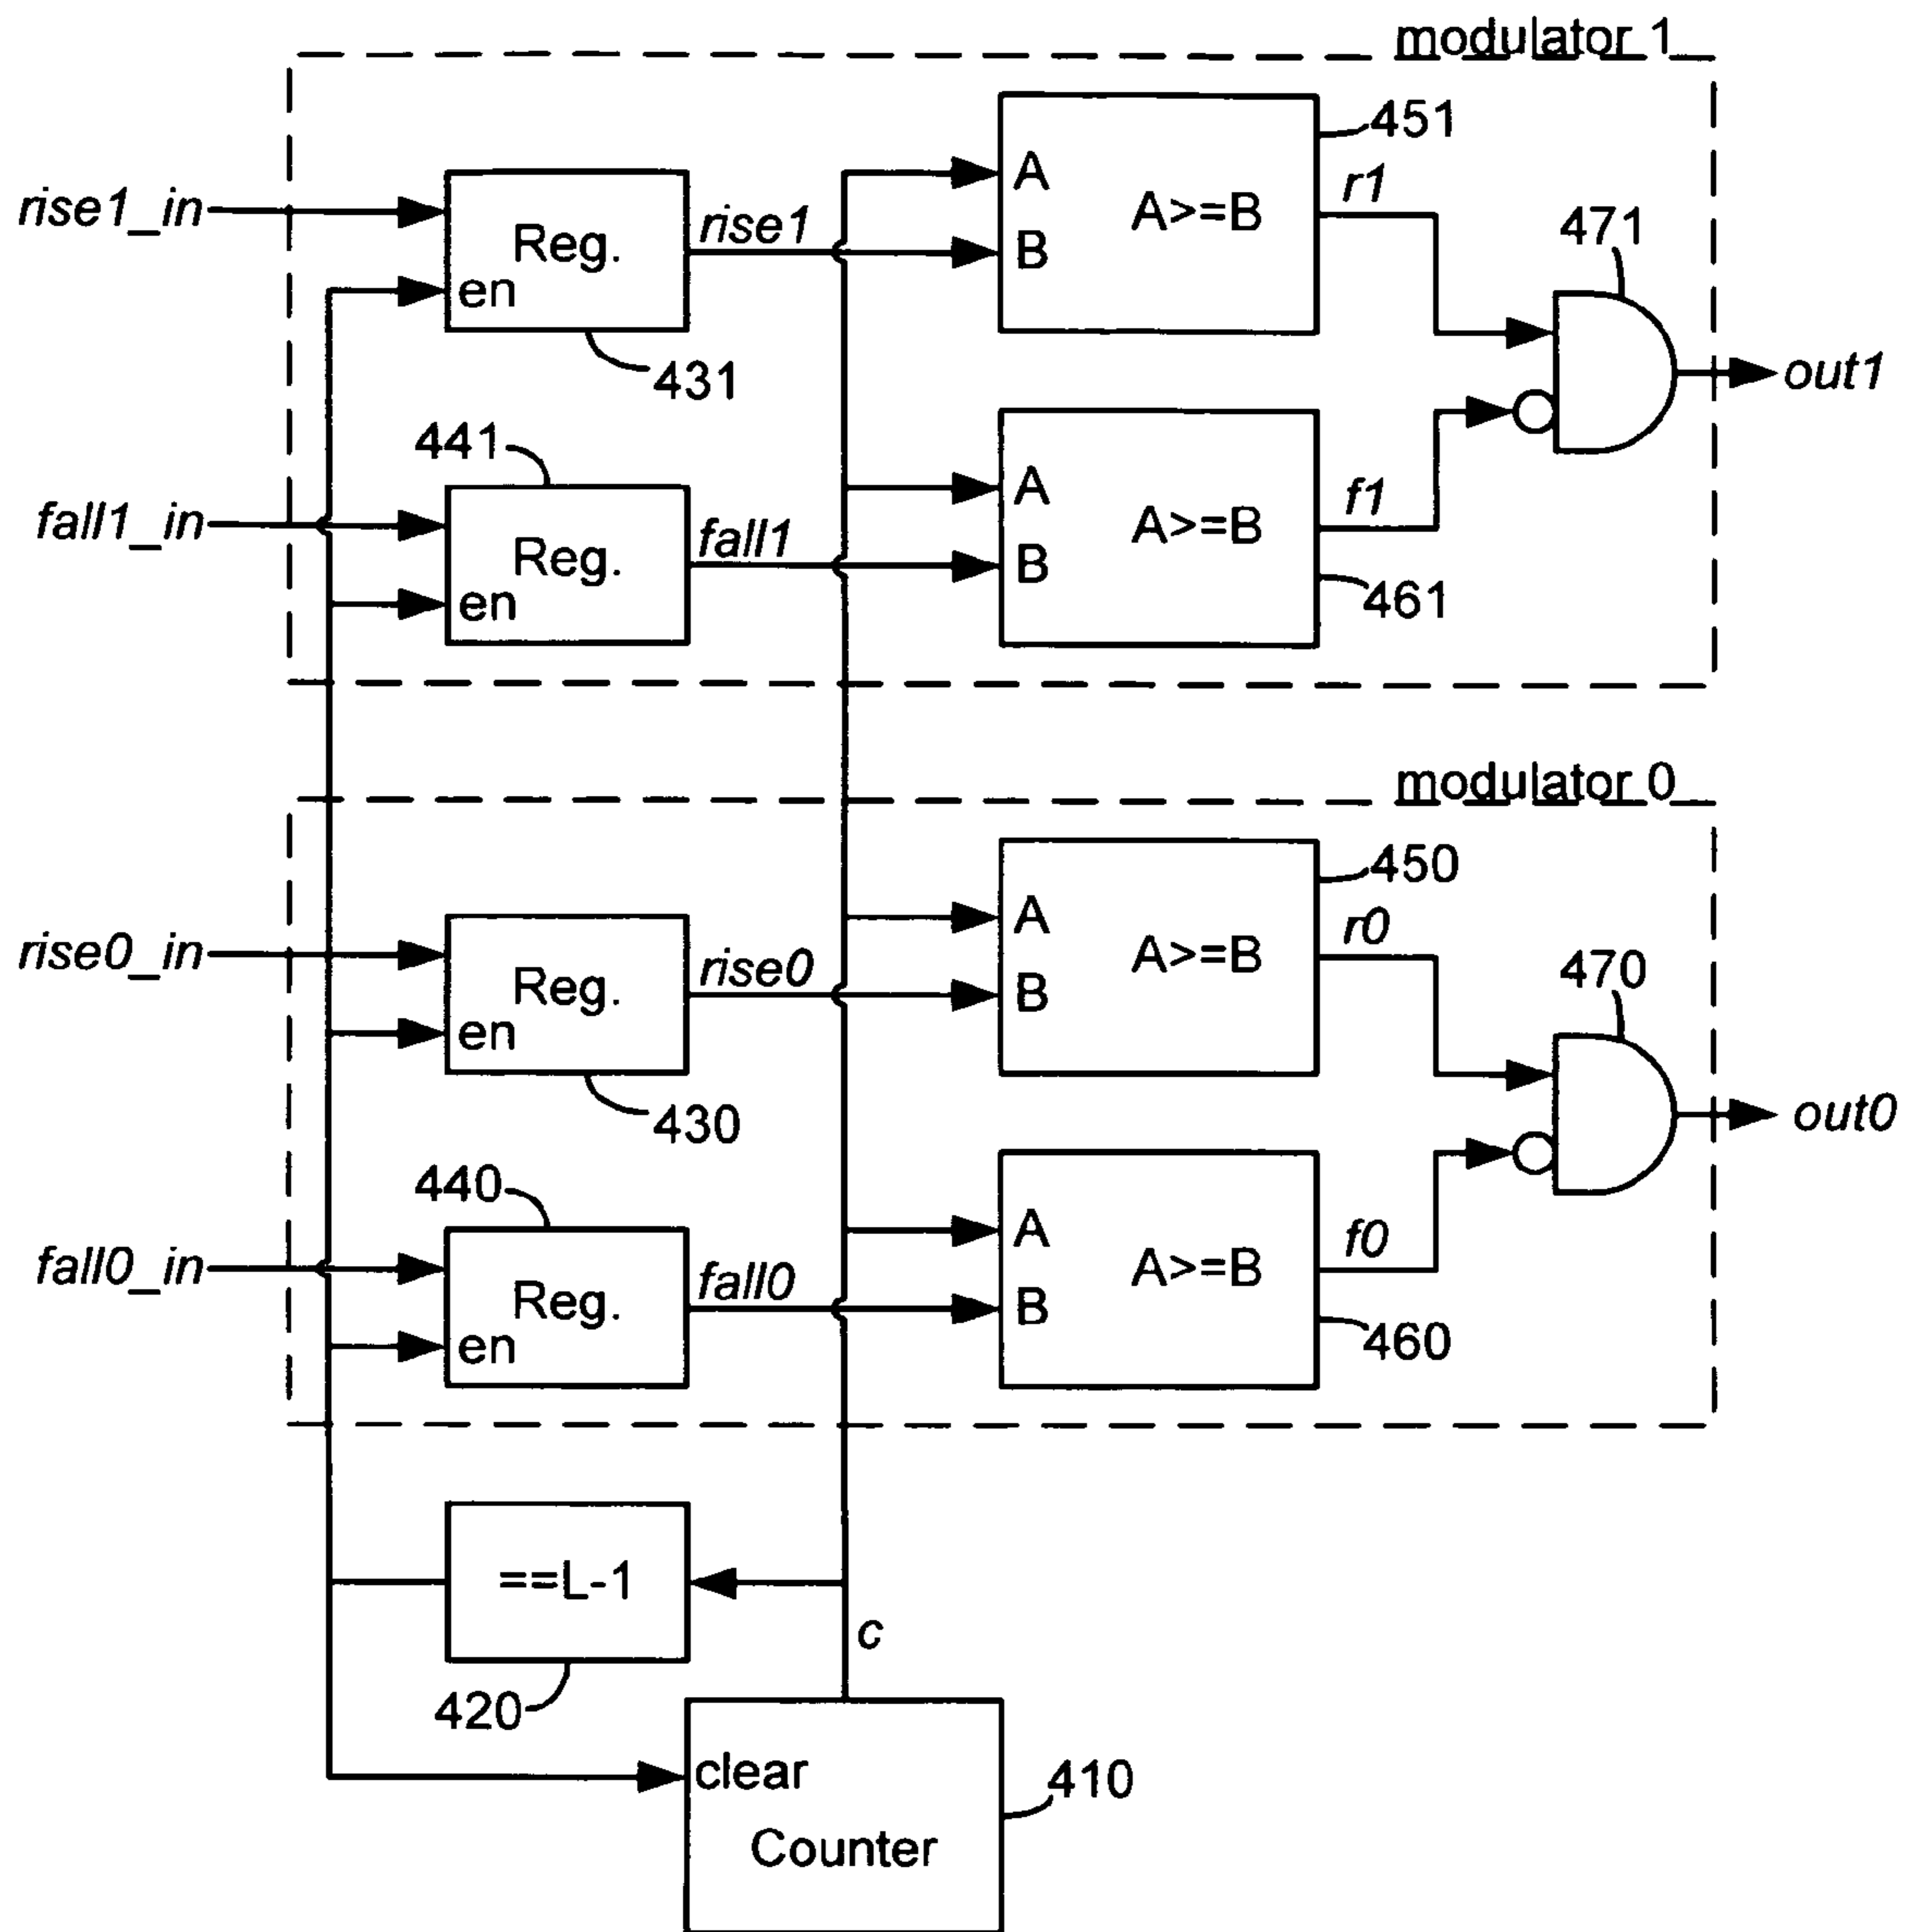 modulator 1
451
A
r1
rise1_in
A>=B
471
rise1
Reg.
B
en
431
out1
441
A
f1
fall1_in
A>=B
fall1
Reg.
B
en
461
modulator 0
450
A
r0
rise0_in
A>=B
470
rise0
Reg.
B
en
430
out0
440
A
f0
fall0_in
A>=B
fall0
Reg.
B
en
460
==L-1
c
420
clear
410
Counter